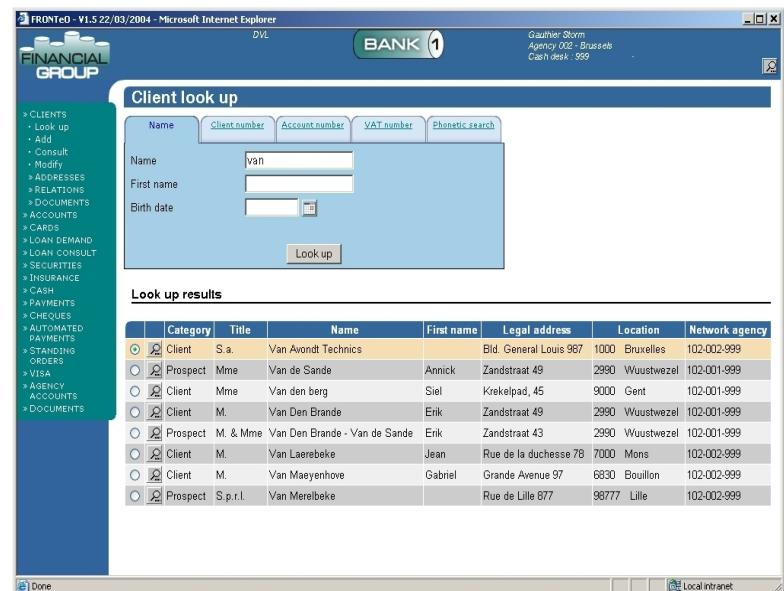 FRONTeO - V1.5 22/03/2004 - Microsoft Internet Explorer
FINANCIAL
GROUP
DVL
BANK 1
Gauthier Storm
Agency 002 - Brussels
Cash desk : 999
Client look up
» CLIENTS
· Look up
· Add
· Consult
· Modify
» ADDRESSES
» RELATIONS
» DOCUMENTS
» ACCOUNTS
» CARDS
» LOAN DEMAND
» LOAN CONSULT
» SECURITIES
» INSURANCE
» CASH
» PAYMENTS
» CHEQUES
» AUTOMATED
PAYMENTS
» STANDING
ORDERS
» VISA
» AGENCY
ACCOUNTS
» DOCUMENTS
Name Client number Account number VAT number Phonetic search
Name van
First name
Birth date
Look up
Look up results
Category Title Name First name Legal address Location Network agency
Client S.a. Van Avondt Technics Bld. General Louis 987 1000 Bruxelles 102-002-999
Prospect Mme Van de Sande Annick Zandstraat 49 2990 Wuustwezel 102-001-999
Client Mme Van den berg Siel Krekelpad, 45 9000 Gent 102-001-999
Client M. Van Den Brande Erik Zandstraat 49 2990 Wuustwezel 102-001-999
Prospect M. & Mme Van Den Brande - Van de Sande Erik Zandstraat 43 2990 Wuustwezel 102-001-999
Client M. Van Laerebeke Jean Rue de la duchesse 78 7000 Mons 102-002-999
Client M. Van Maeyenhove Gabriel Grande Avenue 97 6830 Bouillon 102-002-999
Prospect S.p.r.l. Van Merelbeke Rue de Lille 877 98777 Lille 102-002-999
Done
Local intranet